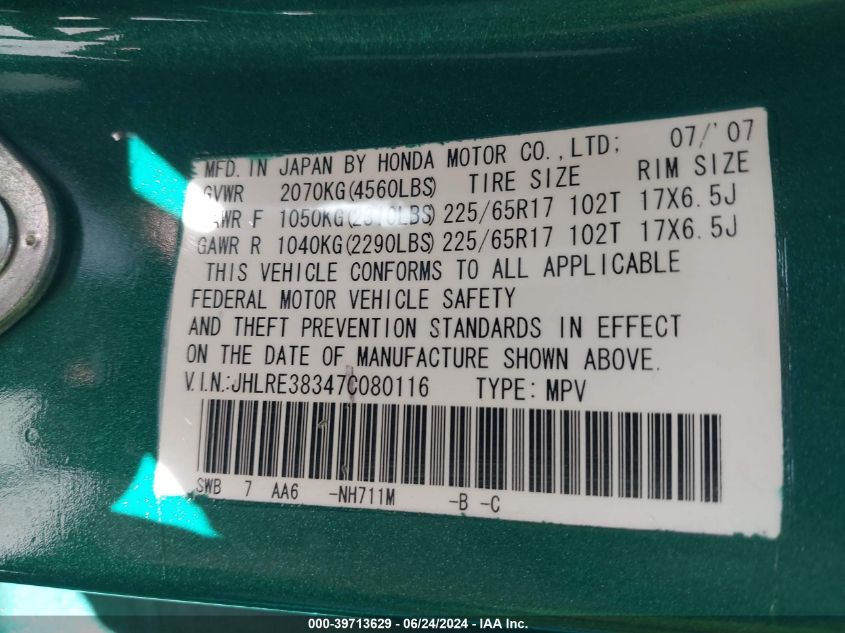 MFD. IN JAPAN BY HONDA MOTOR CO.,LTD; 07/'07
GVWR 2070KG(4560LBS) TIRE SIZE RIM SIZE
GAWR F 1050KG(2310LBS) 225/65R17 102T 17X6.5J
GAWR R 1040KG(2290LBS) 225/65R17 102T 17X6.5J
THIS VEHICLE CONFORMS TO ALL APPLICABLE
FEDERAL MOTOR VEHICLE SAFETY
AND THEFT PREVENTION STANDARDS IN EFFECT
ON THE DATE OF MANUFACTURE SHOWN ABOVE.
V.I.N.:JHLRE38347C080116 TYPE: MPV
SWB 7 AA6 -NH711M -B -C
000-39713629 - 06/24/2024 - IAA Inc.